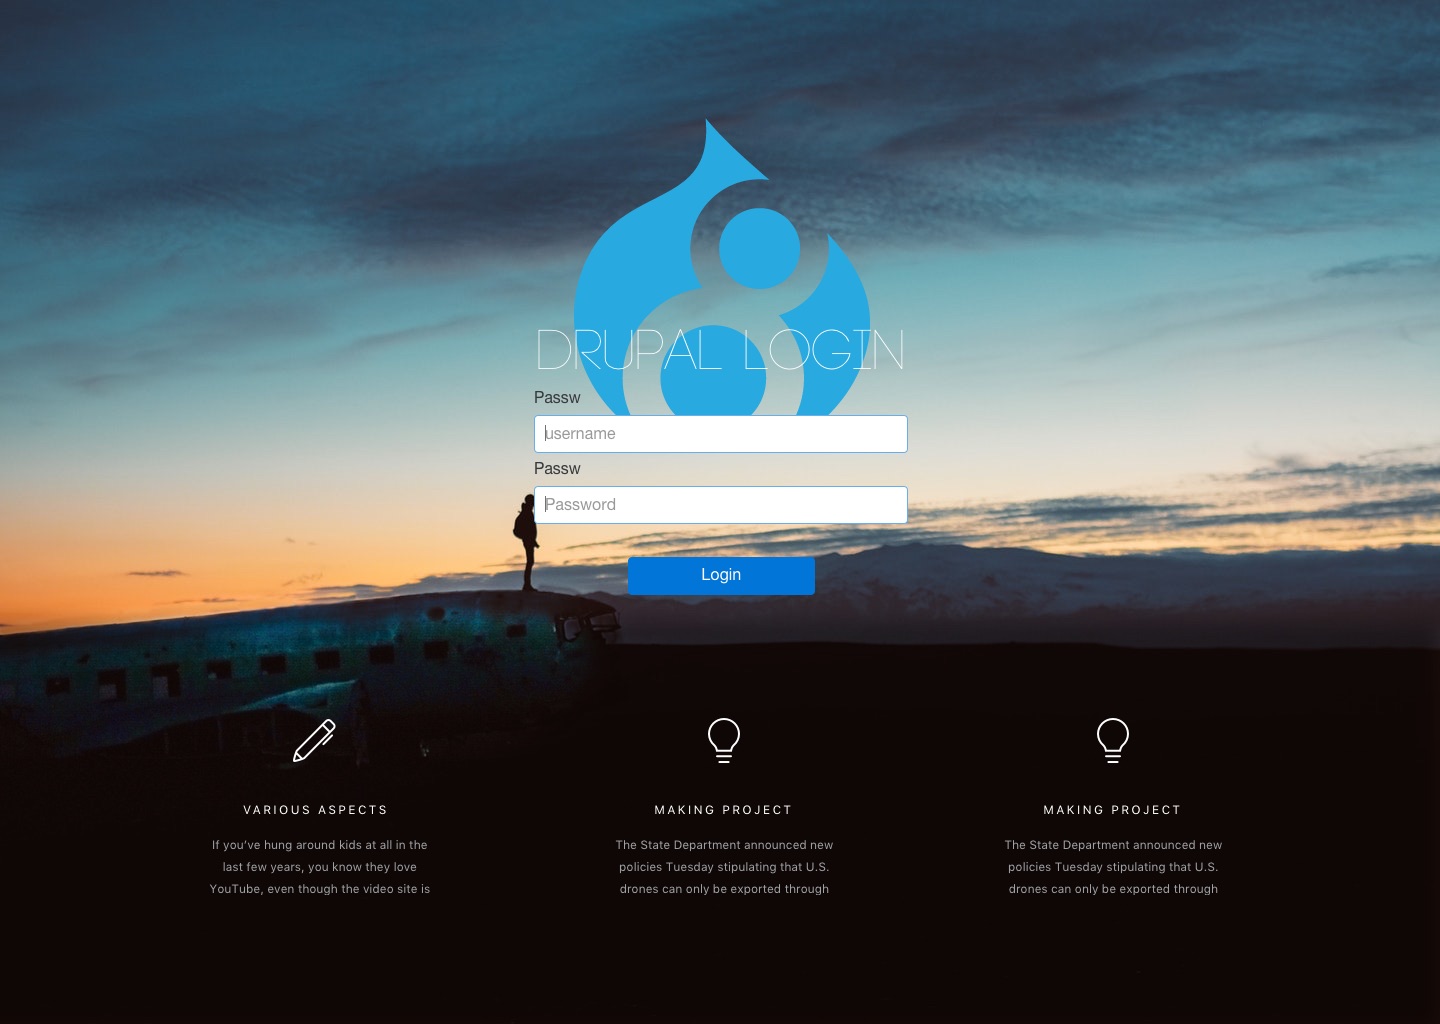 DRUPAL LOGIN
Passw
username
Passw
Password
Login
VARIOUS ASPECTS
If you’ve hung around kids at all in the
last few years, you know they love
YouTube, even though the video site is
MAKING PROJECT
The State Department announced new
policies Tuesday stipulating that U.S.
drones can only be exported through
MAKING PROJECT
The State Department announced new
policies Tuesday stipulating that U.S.
drones can only be exported through